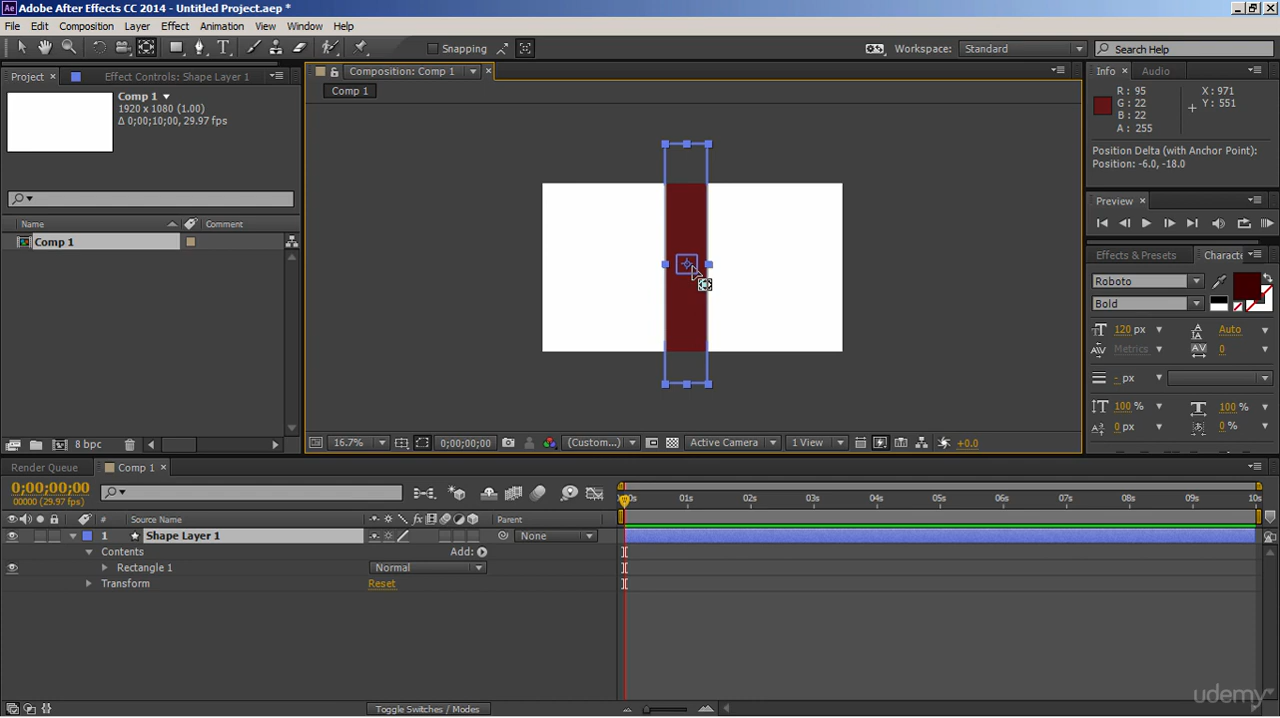 Ae Adobe After Effects CC 2014 - Untitled Project.aep *
File Edit Composition Layer Effect Animation View Window Help
Snapping Workspace: Standard Search Help
Project Effect Controls: Shape Layer 1
Comp 1
1920 x 1080 (1.00)
Δ 0;00;10;00, 29.97 fps
Name Comment
Comp 1
8 bpc
Composition: Comp 1
Comp 1
16.7% 0;00;00;00 (Custom... Active Camera 1 View +0.0
Info Audio
R : 95 X : 971
G : 22 Y : 551
B : 22
A : 255
Position Delta (with Anchor Point):
Position: -6.0, -18.0
Preview
Effects & Presets Characte
Roboto
Bold
120 px Auto
Metrics 0
- px
100 % 100 %
0 px 0 %
Render Queue Comp 1
0;00;00;00
00000 (29.97 fps)
# Source Name fx Parent
1 Shape Layer 1 None
Contents Add:
Rectangle 1 Normal
Transform Reset
00s 01s 02s 03s 04s 05s 06s 07s 08s 09s 10s
Toggle Switches / Modes
udemy